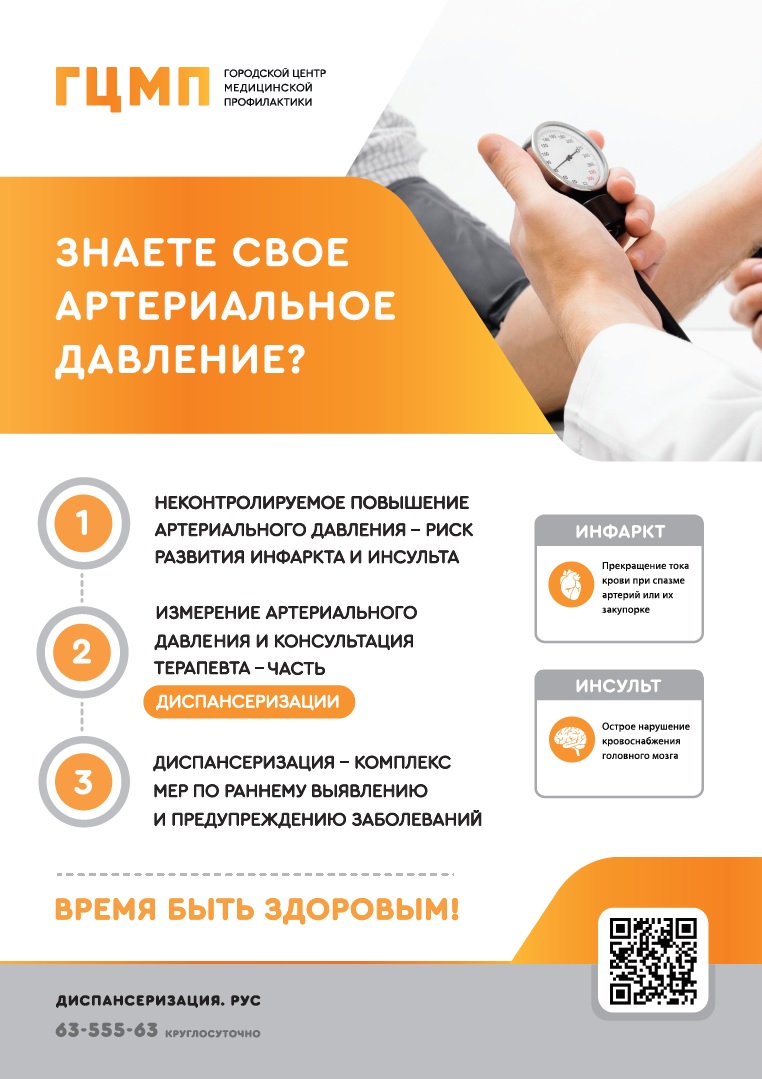 ГЦМП
ГОРОДСКОЙ ЦЕНТР
МЕДИЦИНСКОЙ
ПРОФИЛАКТИКИ
ЗНАЕТЕ СВОЕ
АРТЕРИАЛЬНОЕ
ДАВЛЕНИЕ?
1
НЕКОНТРОЛИРУЕМОЕ ПОВЫШЕНИЕ
АРТЕРИАЛЬНОГО ДАВЛЕНИЯ – РИСК
РАЗВИТИЯ ИНФАРКТА И ИНСУЛЬТА
2
ИЗМЕРЕНИЕ АРТЕРИАЛЬНОГО
ДАВЛЕНИЯ И КОНСУЛЬТАЦИЯ
ТЕРАПЕВТА – ЧАСТЬ
ДИСПАНСЕРИЗАЦИИ
3
ДИСПАНСЕРИЗАЦИЯ – КОМПЛЕКС
МЕР ПО РАННЕМУ ВЫЯВЛЕНИЮ
И ПРЕДУПРЕЖДЕНИЮ ЗАБОЛЕВАНИЙ
ИНФАРКТ
Прекращение тока
крови при спазме
артерий или их
закупорке
ИНСУЛЬТ
Острое нарушение
кровоснабжения
головного мозга
ВРЕМЯ БЫТЬ ЗДОРОВЫМ!
ДИСПАНСЕРИЗАЦИЯ. РУС
63-555-63 КРУГЛОСУТОЧНО